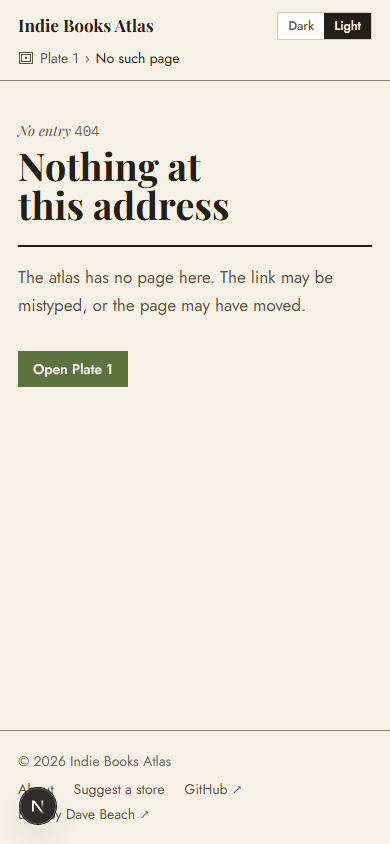 Indie Books Atlas
Dark Light
Plate 1 › No such page
No entry 404
Nothing at
this address
The atlas has no page here. The link may be
mistyped, or the page may have moved.
Open Plate 1
© 2026 Indie Books Atlas
Suggest a store GitHub ↗
N
Dave Beach ↗